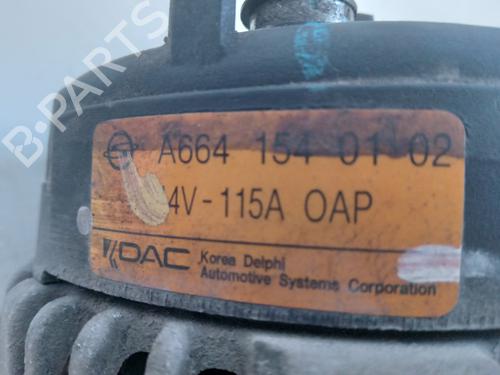 A664 154 01 02
4V-115A OAP
KDAC Korea Delphi
Automotive Systems Corporation
B-PARTS